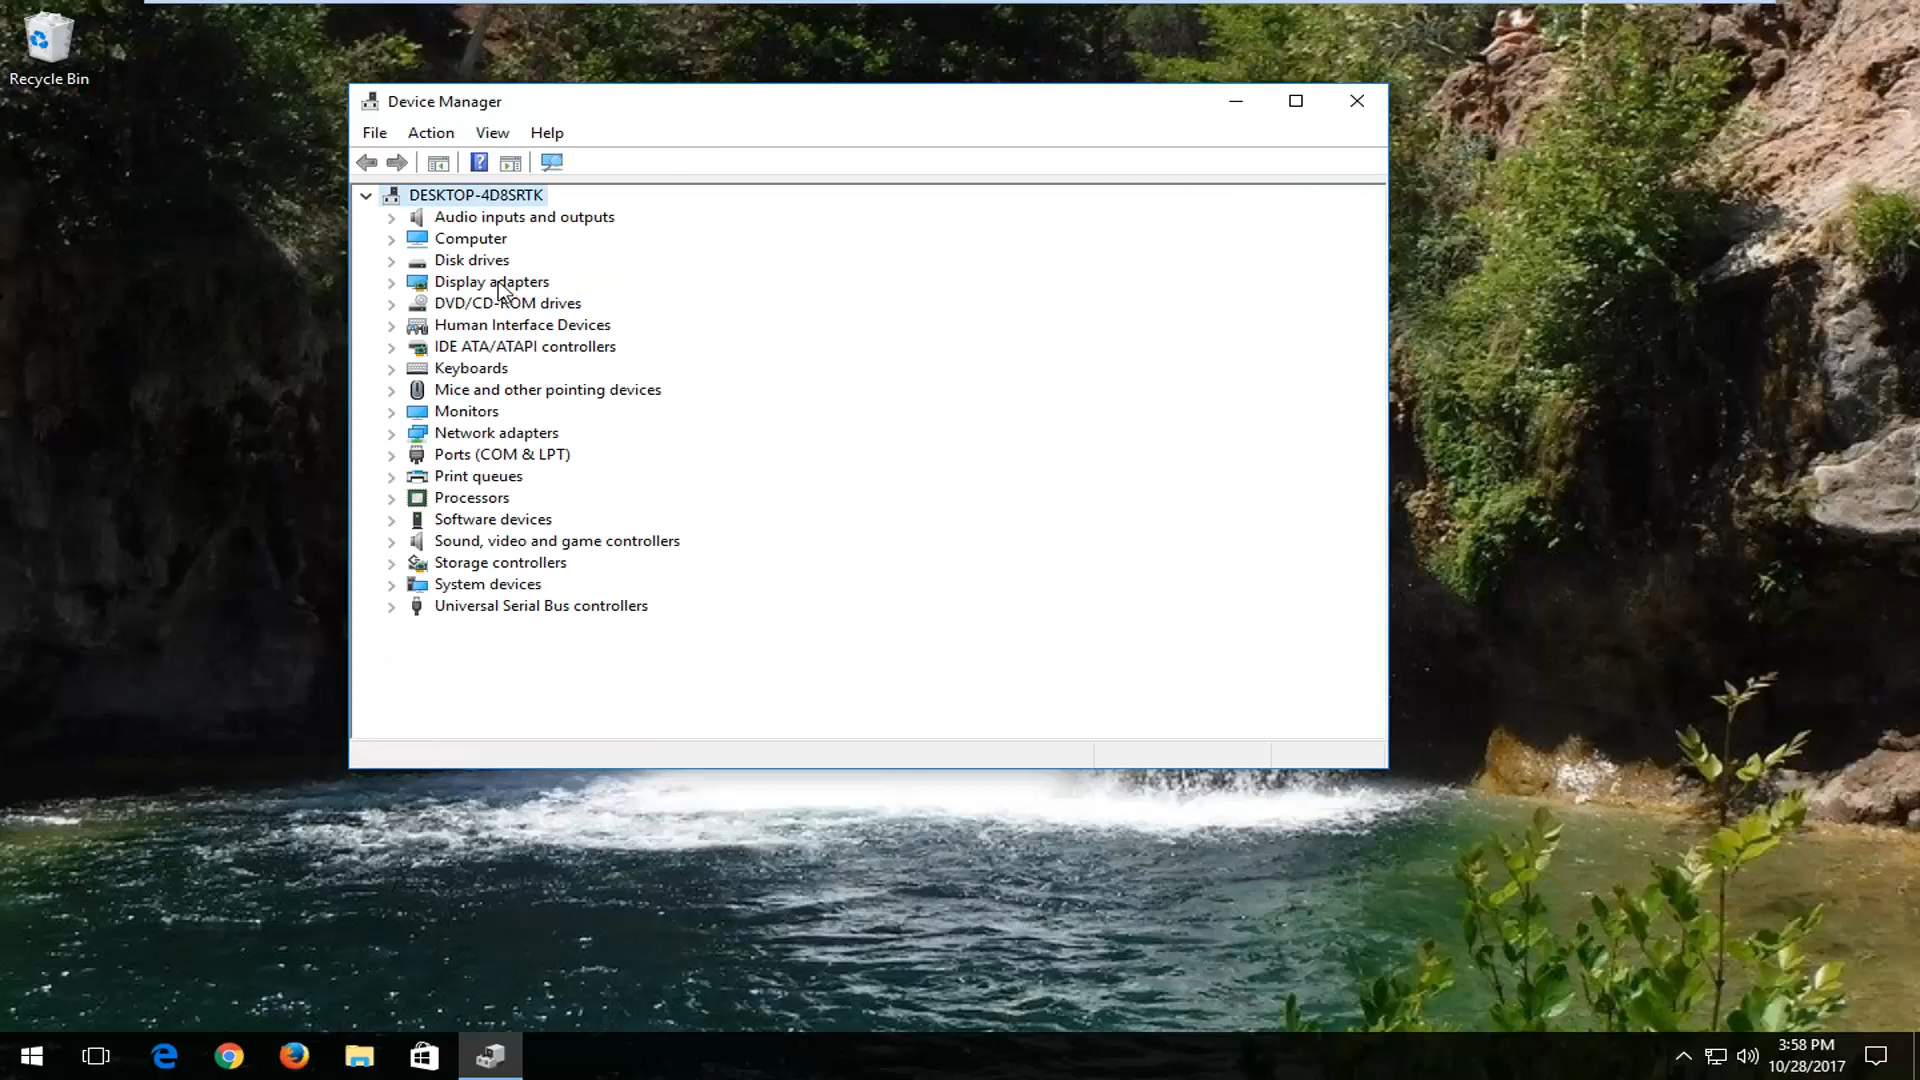 Recycle Bin
Device Manager
File Action View Help
DESKTOP-4D8SRTK
Audio inputs and outputs
Computer
Disk drives
Display adapters
DVD/CD-ROM drives
Human Interface Devices
IDE ATA/ATAPI controllers
Keyboards
Mice and other pointing devices
Monitors
Network adapters
Ports (COM & LPT)
Print queues
Processors
Software devices
Sound, video and game controllers
Storage controllers
System devices
Universal Serial Bus controllers
3:58 PM
10/28/2017